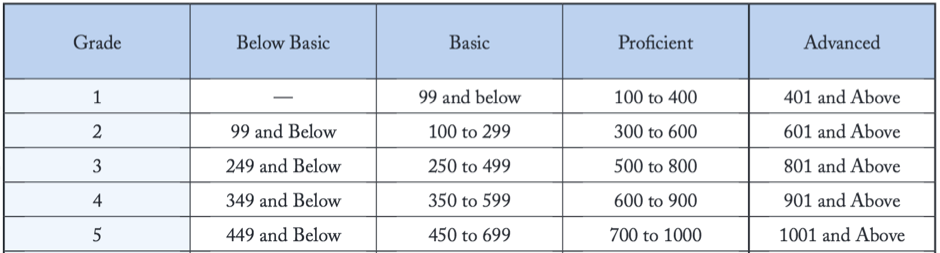 Grade Below Basic Basic Proficient Advanced
1 — 99 and below 100 to 400 401 and Above
2 99 and Below 100 to 299 300 to 600 601 and Above
3 249 and Below 250 to 499 500 to 800 801 and Above
4 349 and Below 350 to 599 600 to 900 901 and Above
5 449 and Below 450 to 699 700 to 1000 1001 and Above